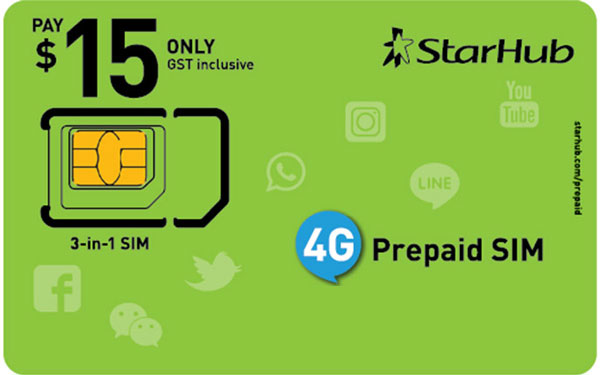 PAY
$15 ONLY
GST inclusive
StarHub
You
Tube
starhub.com/prepaid
LINE
3-in-1 SIM
4G Prepaid SIM